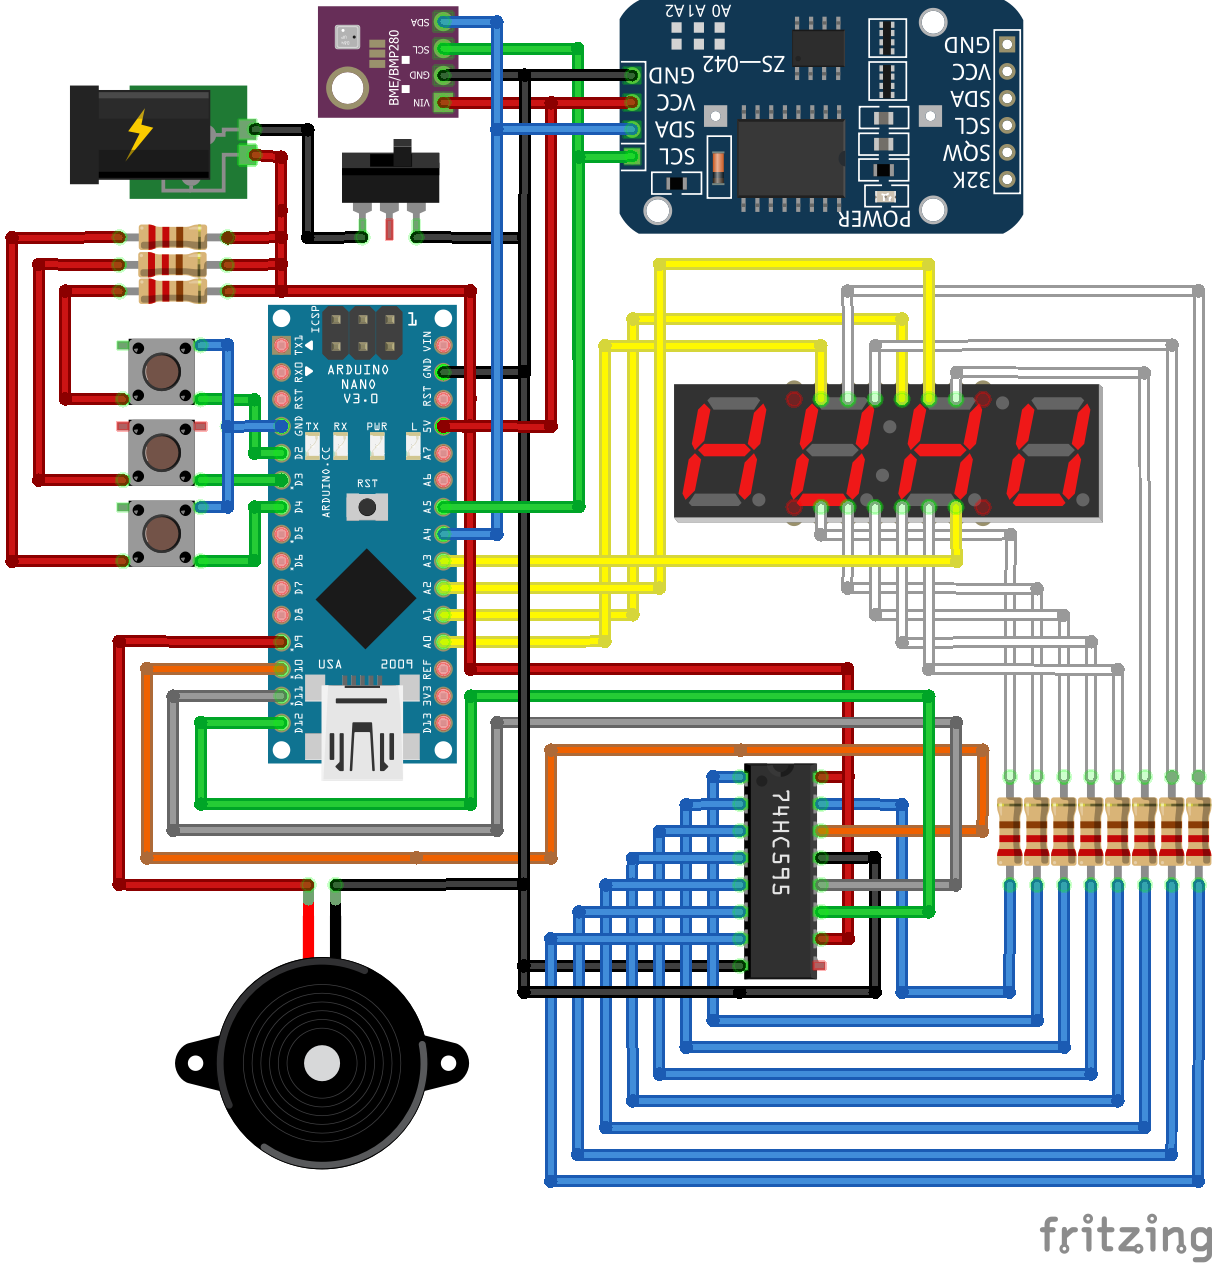 SDA
SCL
GND
VIN
BME/BMP280
A0 A1 A2
ZS-042
GND
VCC
SDA
SCL
GND
VCC
SDA
SCL
SQW
32K
POWER
ICSP
1
ARDUINO
NANO
V3.0
TX1
RX0
RST
GND
D2
D3
D4
D5
D6
D7
D8
D9
D10
D11
D12
VIN
GND
RST
5V
A7
A6
A5
A4
A3
A2
A1
A0
REF
3V3
D13
TX
RX
PWR
L
RST
ARDUINO.CC
USA
2009
74HC595
fritzing